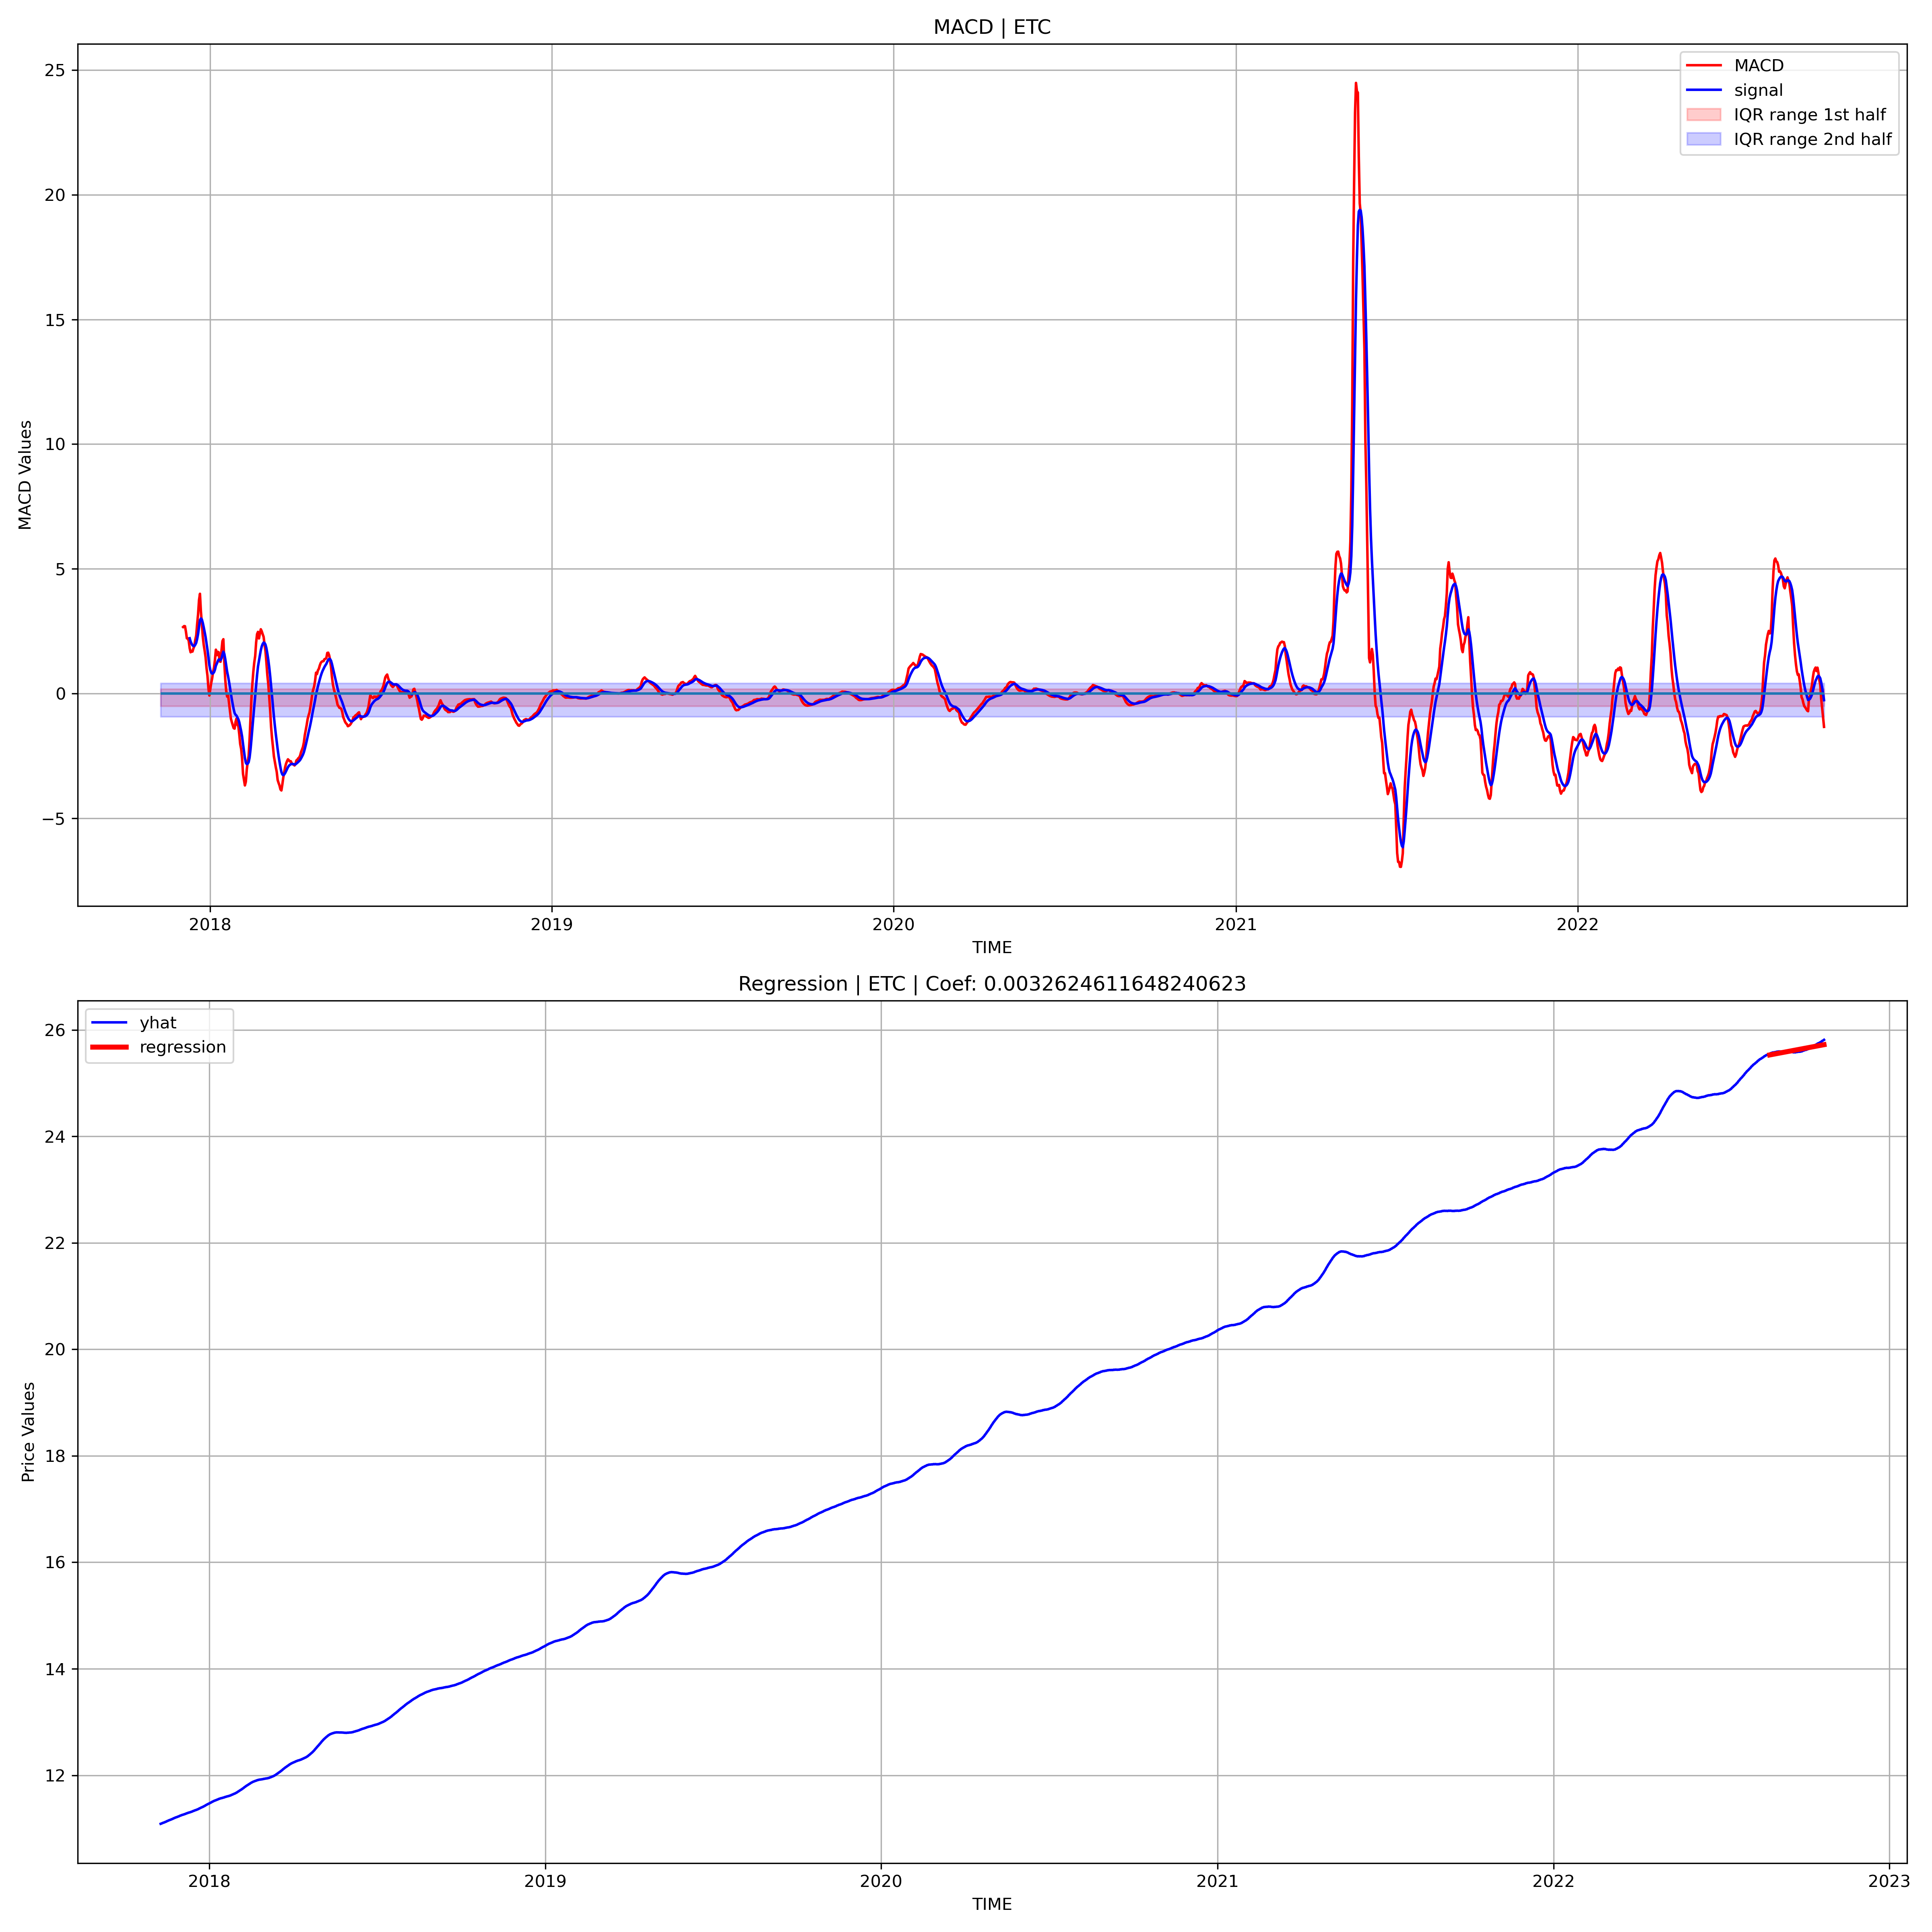 MACD | ETC
25
20
15
10
5
0
−5
MACD Values
MACD
signal
IQR range 1st half
IQR range 2nd half
2018
2019
2020
2021
2022
TIME
Regression | ETC | Coef: 0.0032624611648240623
26
24
22
20
18
16
14
12
Price Values
yhat
regression
2018
2019
2020
2021
2022
2023
TIME